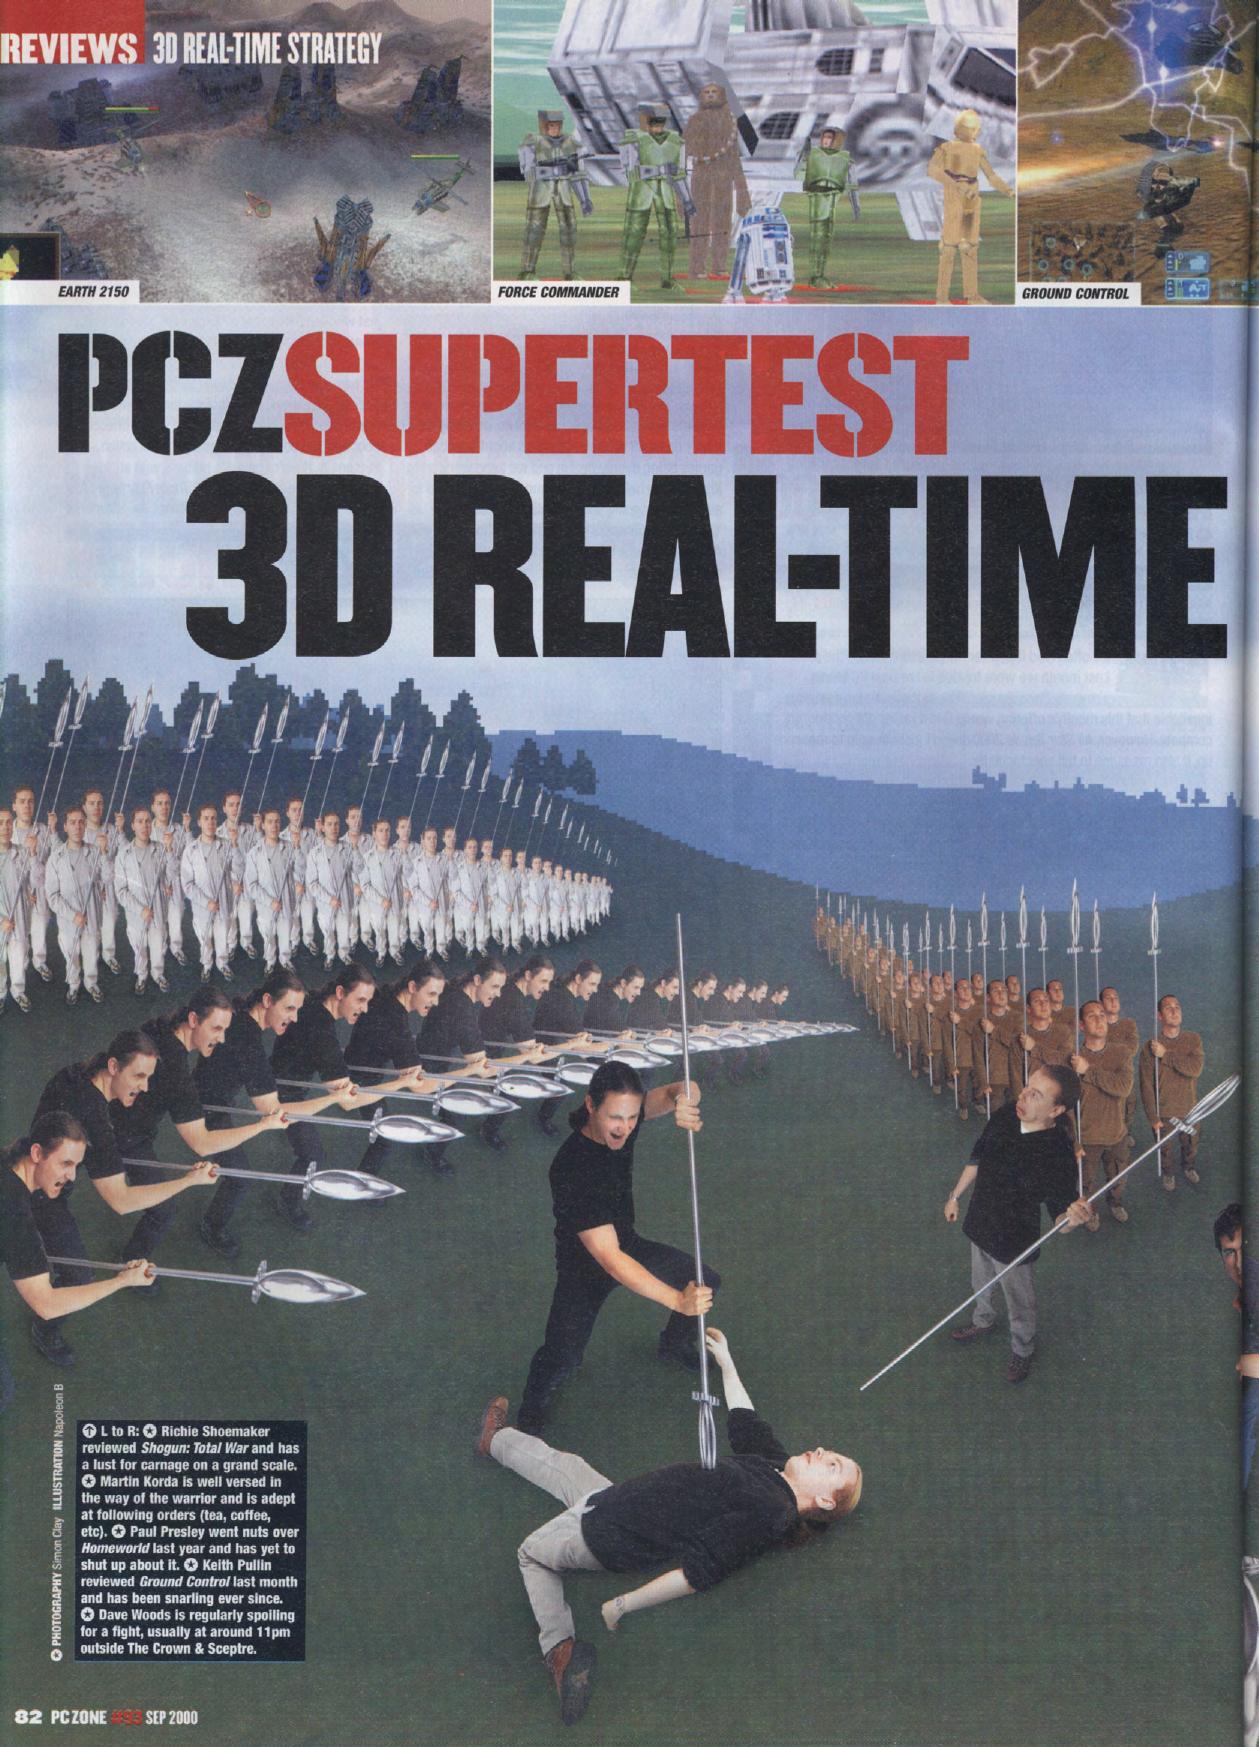 REVIEWS 3D REAL-TIME STRATEGY
EARTH 2150
FORCE COMMANDER
GROUND CONTROL
PCZSUPERTEST
3D REAL-TIME
L to R: Richie Shoemaker
reviewed Shogun: Total War and has
a lust for carnage on a grand scale.
Martin Korda is well versed in
the way of the warrior and is adept
at following orders (tea, coffee,
etc). Paul Presley went nuts over
Homeworld last year and has yet to
shut up about it. Keith Pullin
reviewed Ground Control last month
and has been snarling ever since.
Dave Woods is regularly spoiling
for a fight, usually at around 11pm
outside The Crown & Sceptre.
PHOTOGRAPHY Simon Clay ILLUSTRATION Napoleon B
82 PC ZONE #93 SEP 2000